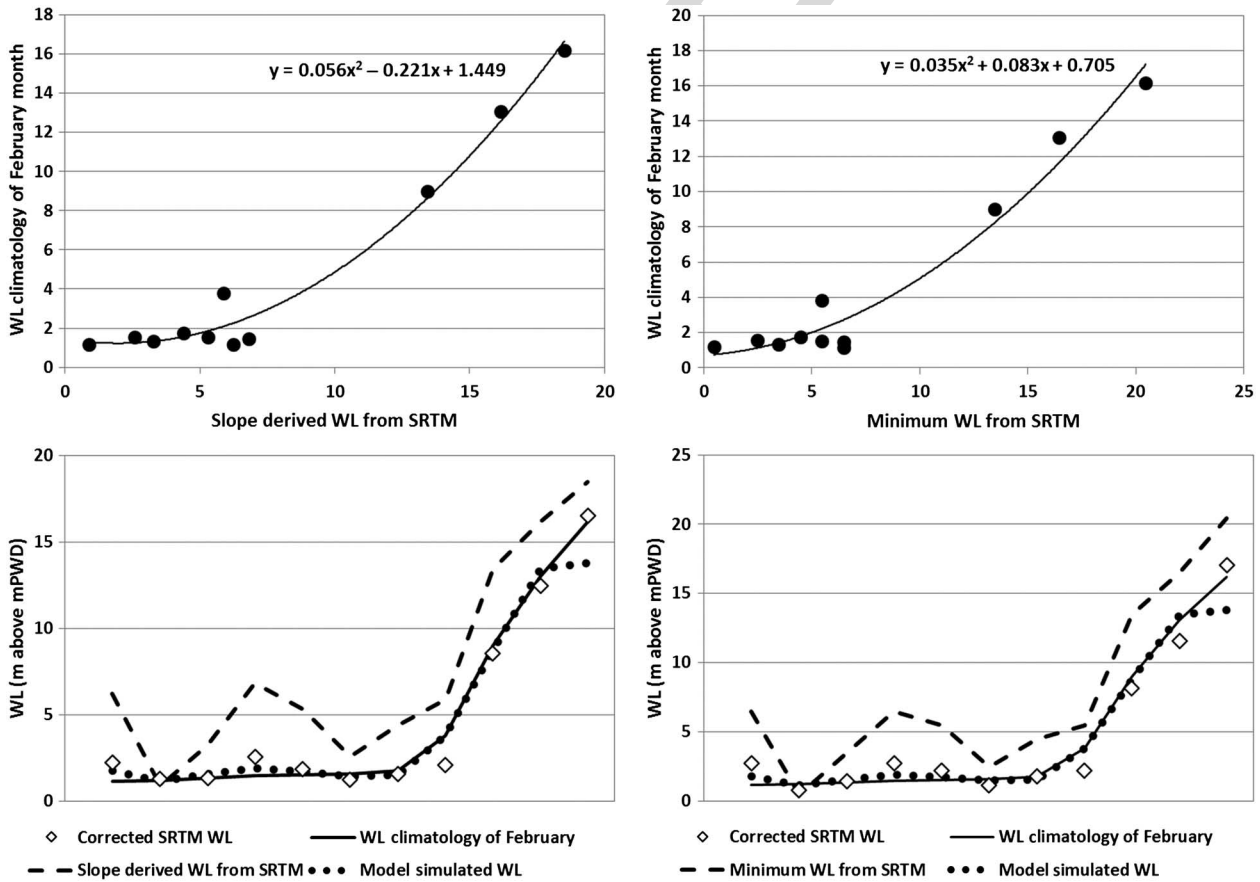 WL climatology of February month
18
16
14
12
10
8
6
4
2
0
y = 0.056x² – 0.221x + 1.449
0 5 10 15 20
Slope derived WL from SRTM
WL climatology of February month
20
18
16
14
12
10
8
6
4
2
0
y = 0.035x² + 0.083x + 0.705
0 5 10 15 20 25
Minimum WL from SRTM
WL (m above mPWD)
20
15
10
5
0
Corrected SRTM WL
WL climatology of February
Slope derived WL from SRTM
Model simulated WL
WL (m above mPWD)
25
20
15
10
5
0
Corrected SRTM WL
WL climatology of February
Minimum WL from SRTM
Model simulated WL